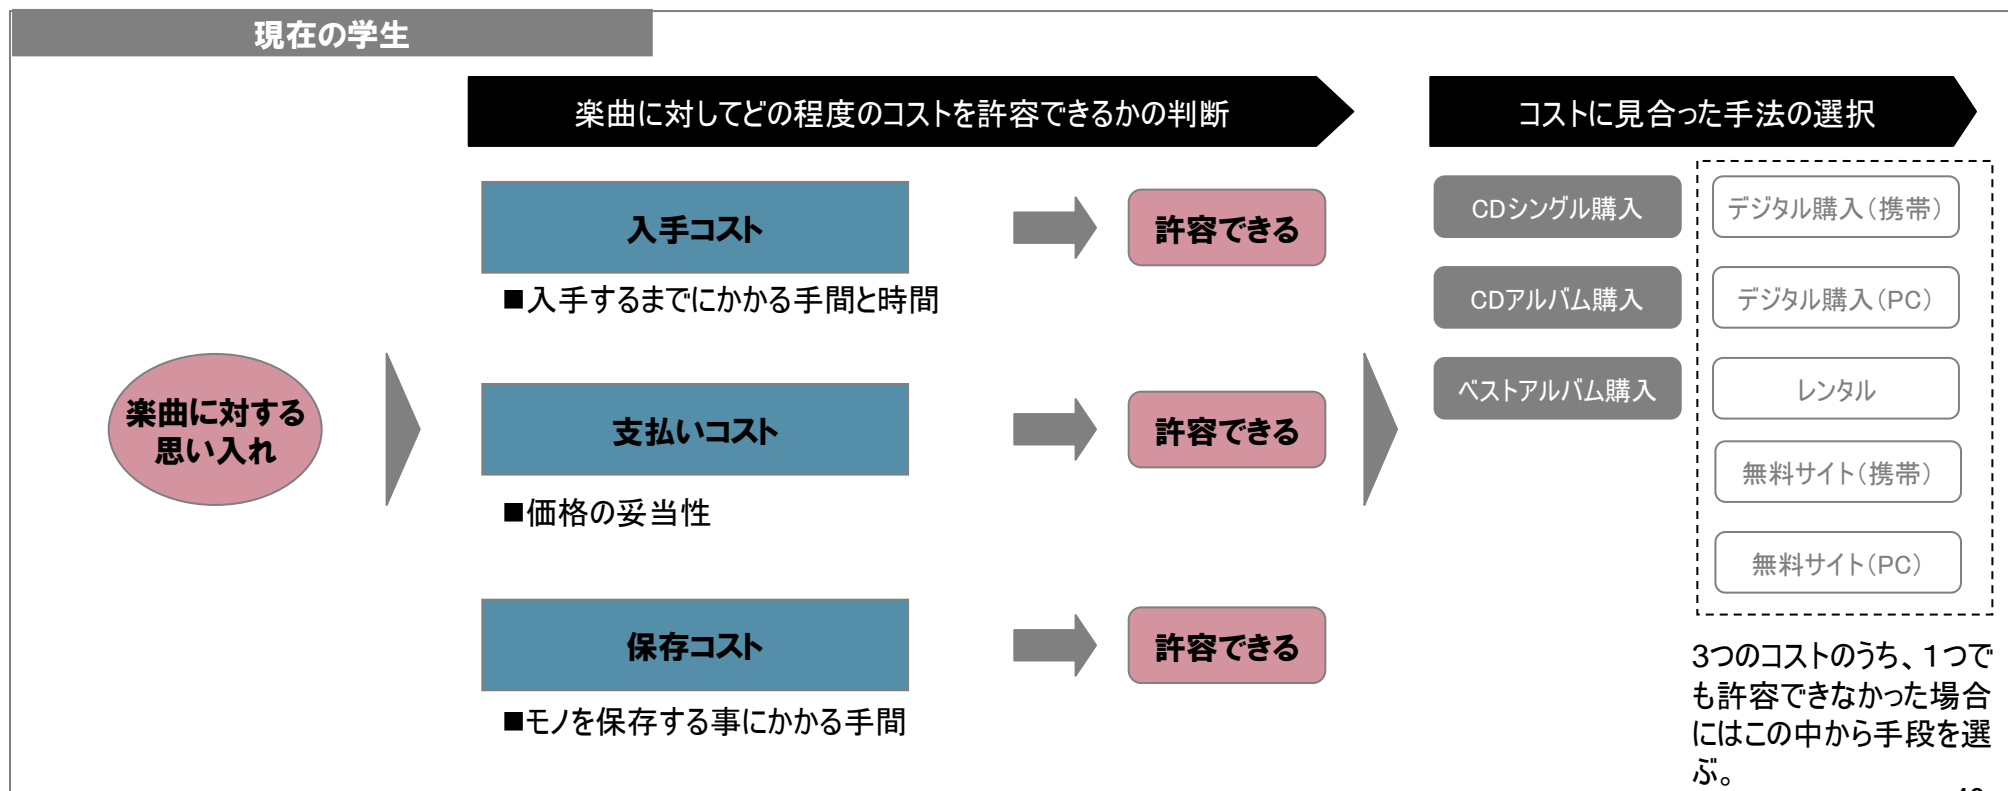 現在の学生
楽曲に対してどの程度のコストを許容できるかの判断
コストに見合った手法の選択
楽曲に対する
思い入れ
入手コスト
許容できる
■入手するまでにかかる手間と時間
支払いコスト
許容できる
■価格の妥当性
保存コスト
許容できる
■モノを保存する事にかかる手間
CDシングル購入
CDアルバム購入
ベストアルバム購入
デジタル購入(携帯)
デジタル購入(PC)
レンタル
無料サイト(携帯)
無料サイト(PC)
3つのコストのうち、1つで
も許容できなかった場合
にはこの中から手段を選
ぶ。